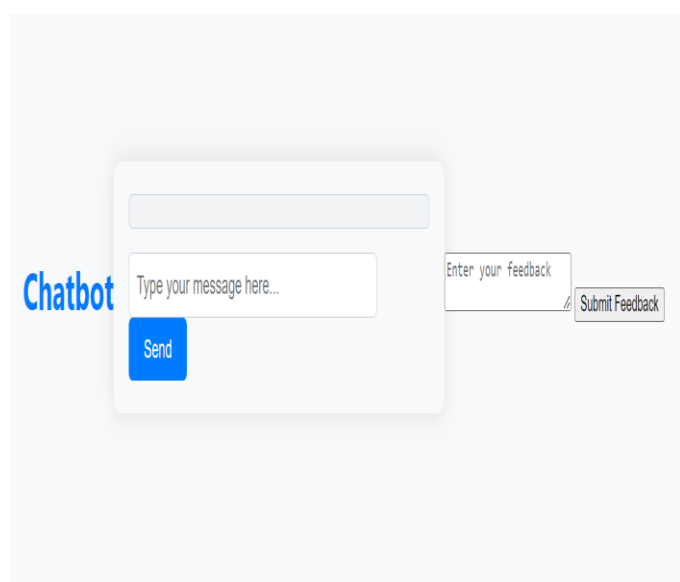 Chatbot
Type your message here...
Send
Enter your feedback
Submit Feedback